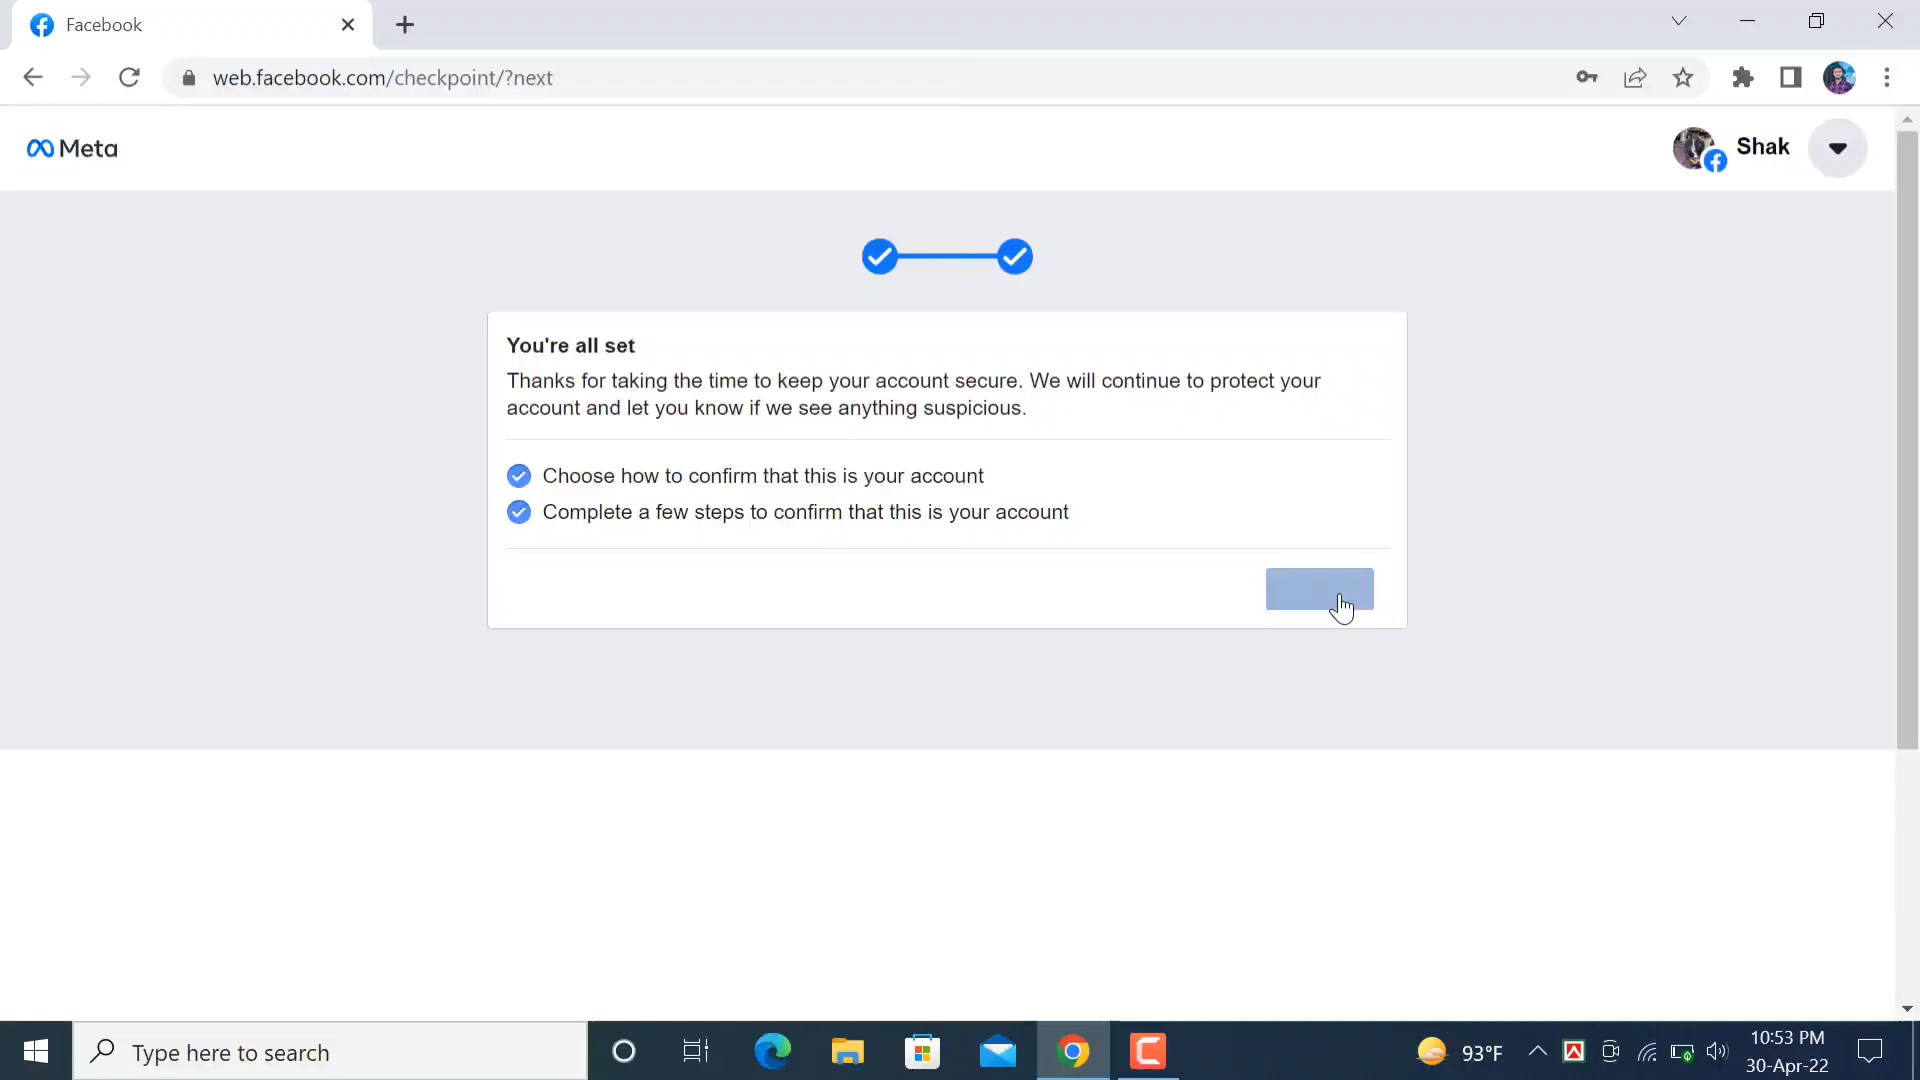 Facebook
web.facebook.com/checkpoint/?next
Meta
Shak
You're all set
Thanks for taking the time to keep your account secure. We will continue to protect your
account and let you know if we see anything suspicious.
Choose how to confirm that this is your account
Complete a few steps to confirm that this is your account
Type here to search
93°F
10:53 PM
30-Apr-22